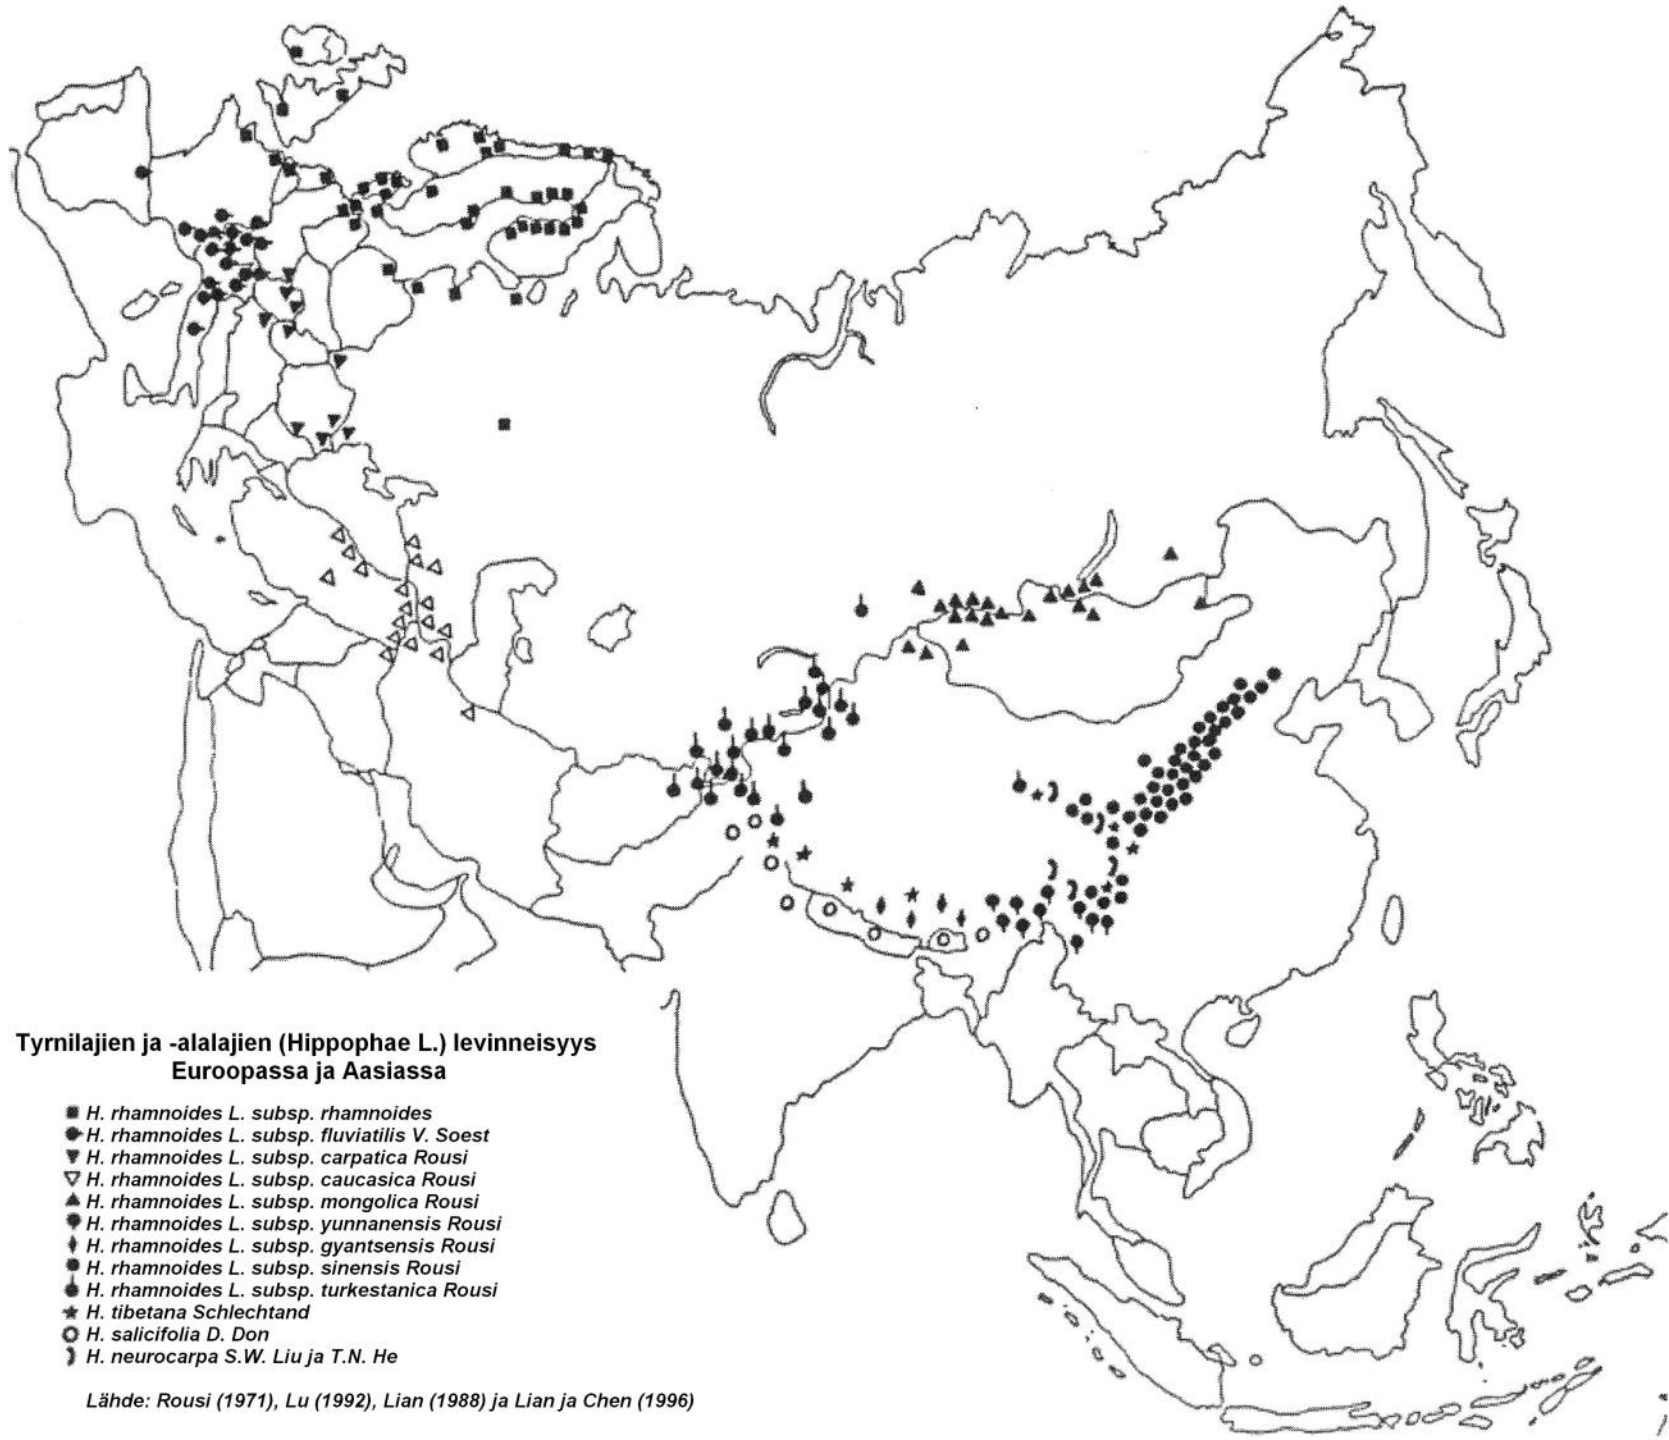 Tyrnilajien ja -alalajien (Hippophae L.) levinneisyys
Euroopassa ja Aasiassa
H. rhamnoides L. subsp. rhamnoides
H. rhamnoides L. subsp. fluviatilis V. Soest
H. rhamnoides L. subsp. carpatica Rousi
H. rhamnoides L. subsp. caucasica Rousi
H. rhamnoides L. subsp. mongolica Rousi
H. rhamnoides L. subsp. yunnanensis Rousi
H. rhamnoides L. subsp. gyantsensis Rousi
H. rhamnoides L. subsp. sinensis Rousi
H. rhamnoides L. subsp. turkestanica Rousi
H. tibetana Schlechtand
H. salicifolia D. Don
H. neurocarpa S.W. Liu ja T.N. He
Lähde: Rousi (1971), Lu (1992), Lian (1988) ja Lian ja Chen (1996)